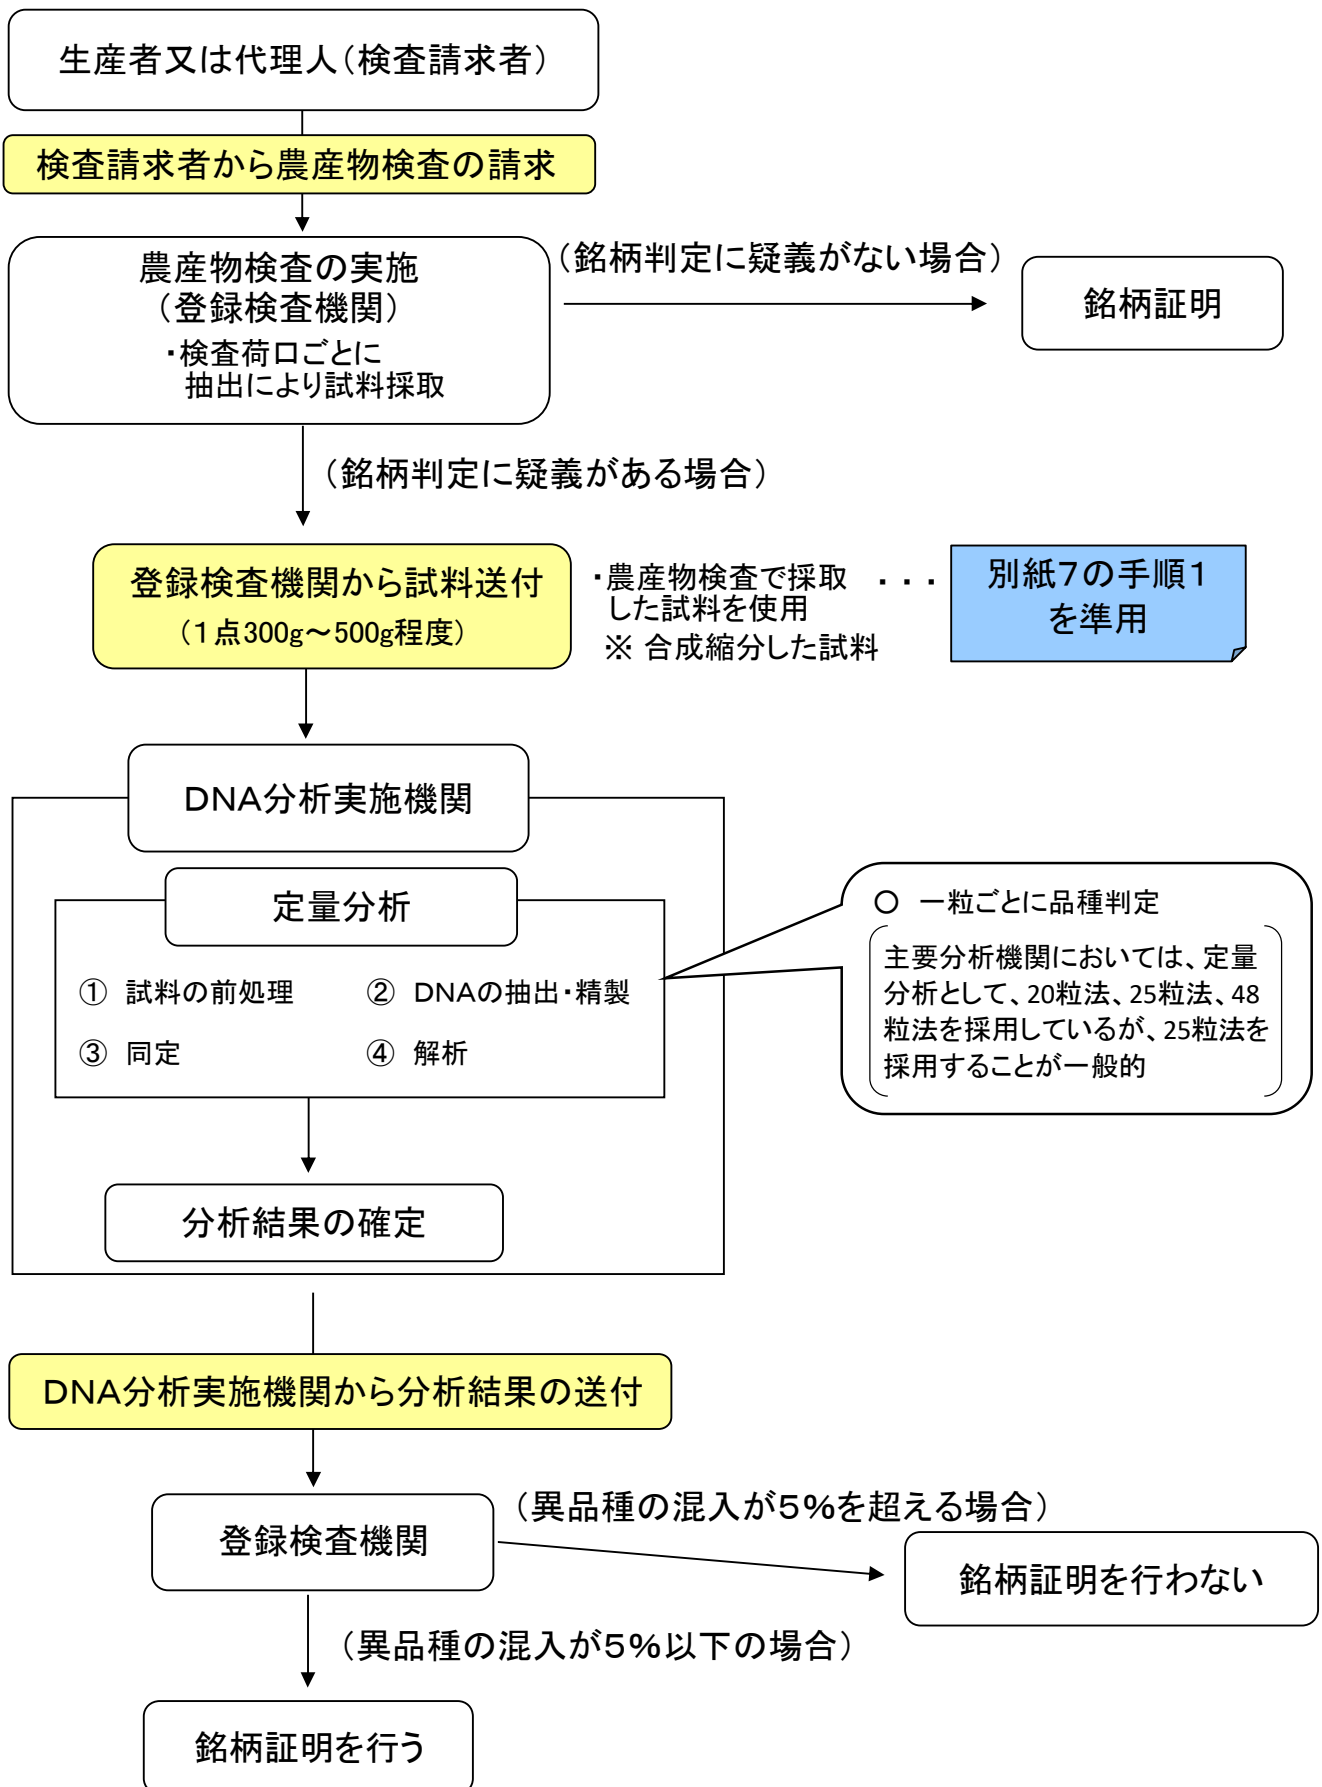 生産者又は代理人（検査請求者）
検査請求者から農産物検査の請求
農産物検査の実施
（登録検査機関）
・検査荷口ごとに
抽出により試料採取
（銘柄判定に疑義がない場合）
銘柄証明
（銘柄判定に疑義がある場合）
登録検査機関から試料送付
（１点300g～500g程度）
・農産物検査で採取
した試料を使用
※ 合成縮分した試料
・・・
別紙７の手順１
を準用
ＤＮＡ分析実施機関
定量分析
① 試料の前処理
② ＤＮＡの抽出・精製
③ 同定
④ 解析
○ 一粒ごとに品種判定
主要分析機関においては、定量
分析として、20粒法、25粒法、48
粒法を採用しているが、25粒法を
採用することが一般的
分析結果の確定
ＤＮＡ分析実施機関から分析結果の送付
登録検査機関
（異品種の混入が５％を超える場合）
銘柄証明を行わない
（異品種の混入が５％以下の場合）
銘柄証明を行う